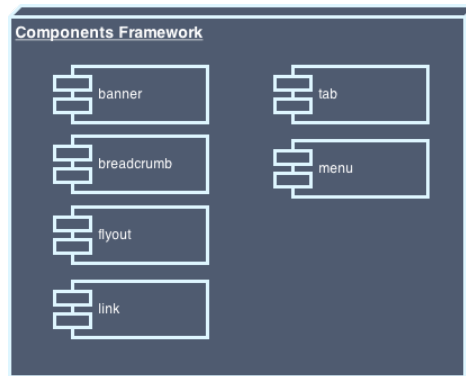 Components Framework
banner
breadcrumb
flyout
link
tab
menu